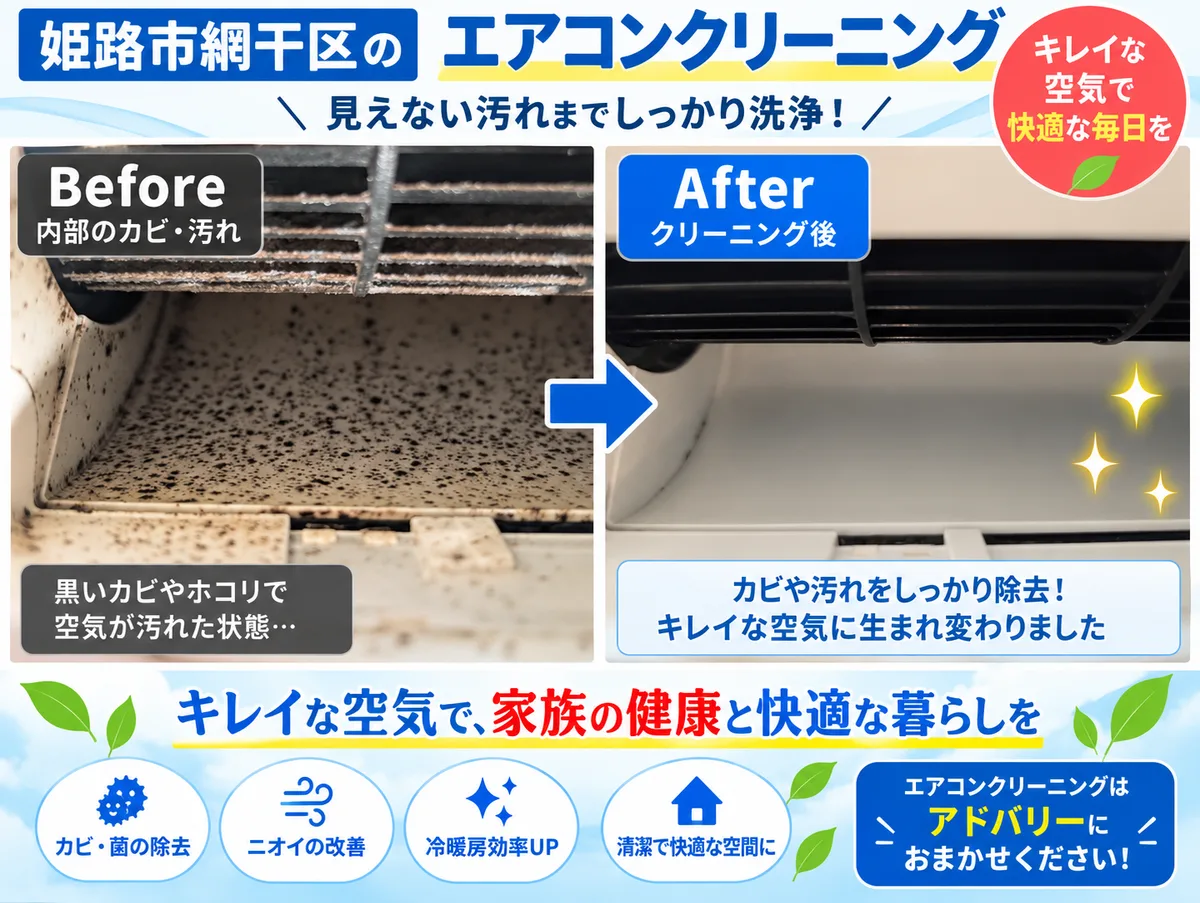 姫路市網干区の エアコンクリーニング
見えない汚れまでしっかり洗浄!
キレイな
空気で
快適な毎日を
Before
内部のカビ・汚れ
After
クリーニング後
黒いカビやホコリで
空気が汚れた状態…
カビや汚れをしっかり除去!
キレイな空気に生まれ変わりました
キレイな空気で、家族の健康と快適な暮らしを
カビ・菌の除去
ニオイの改善
冷暖房効率UP
清潔で快適な空間に
エアコンクリーニングは
アドバリーに
おまかせください!